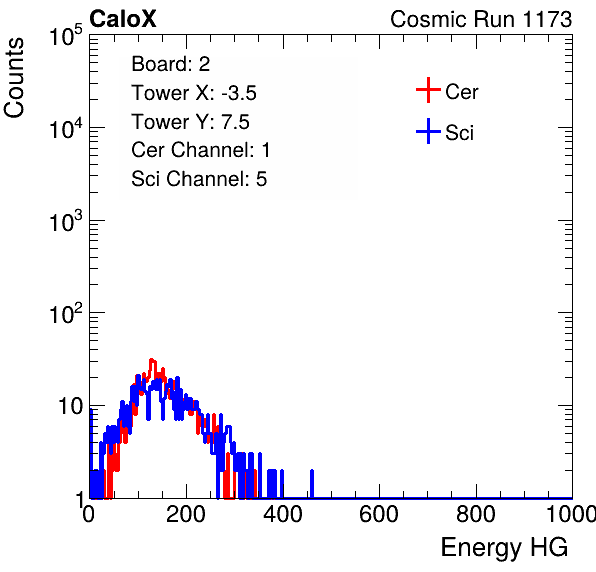 CaloX
Cosmic Run 1173
Counts
10^5
10^4
10^3
10^2
10
1
Board: 2
Tower X: -3.5
Tower Y: 7.5
Cer Channel: 1
Sci Channel: 5
Cer
Sci
0 200 400 600 800 1000
Energy HG